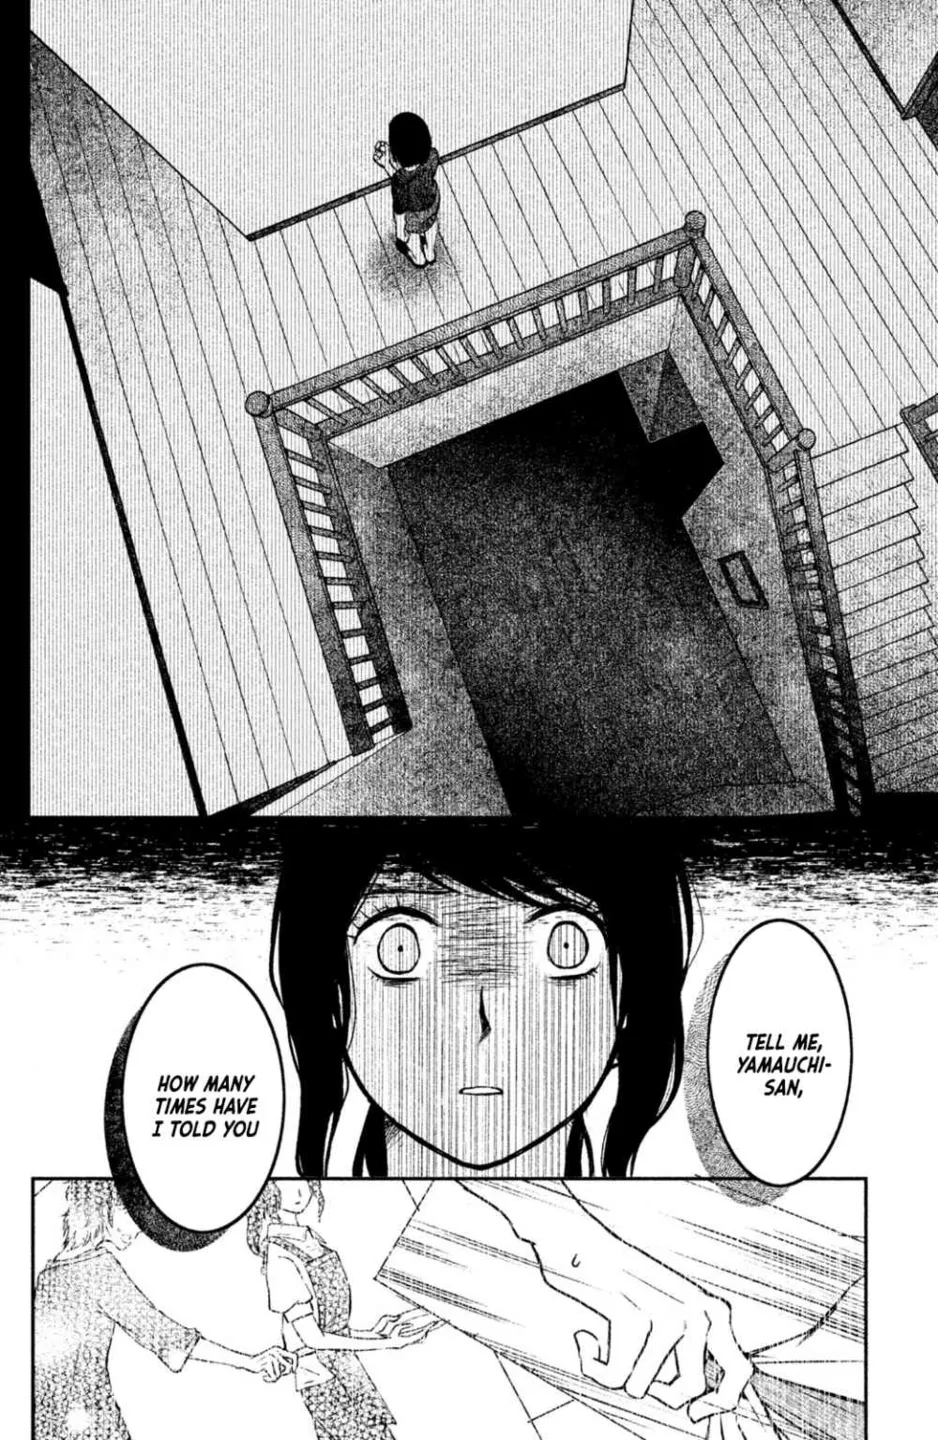 TELL ME,
YAMAUCHI-
SAN,
HOW MANY
TIMES HAVE
I TOLD YOU